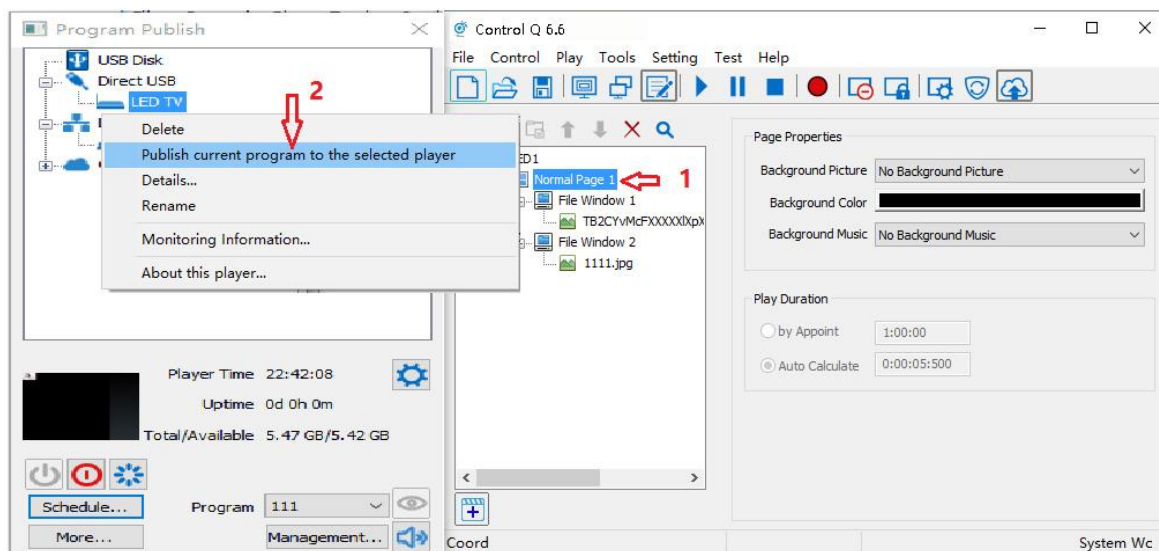 Program Publish
USB Disk
Direct USB
LED TV
2
Delete
Publish current program to the selected player
Details...
Rename
Monitoring Information...
About this player...
Player Time 22:42:08
Uptime 0d 0h 0m
Total/Available 5.47 GB/5.42 GB
Schedule...
Program 111
More...
Management...
Control Q 6.6
File Control Play Tools Setting Test Help
ED1
Normal Page 1
1
File Window 1
TB2CYvMcFXXXXXlXpX
File Window 2
1111.jpg
Page Properties
Background Picture No Background Picture
Background Color
Background Music No Background Music
Play Duration
by Appoint 1:00:00
Auto Calculate 0:00:05:500
Coord
System Wc